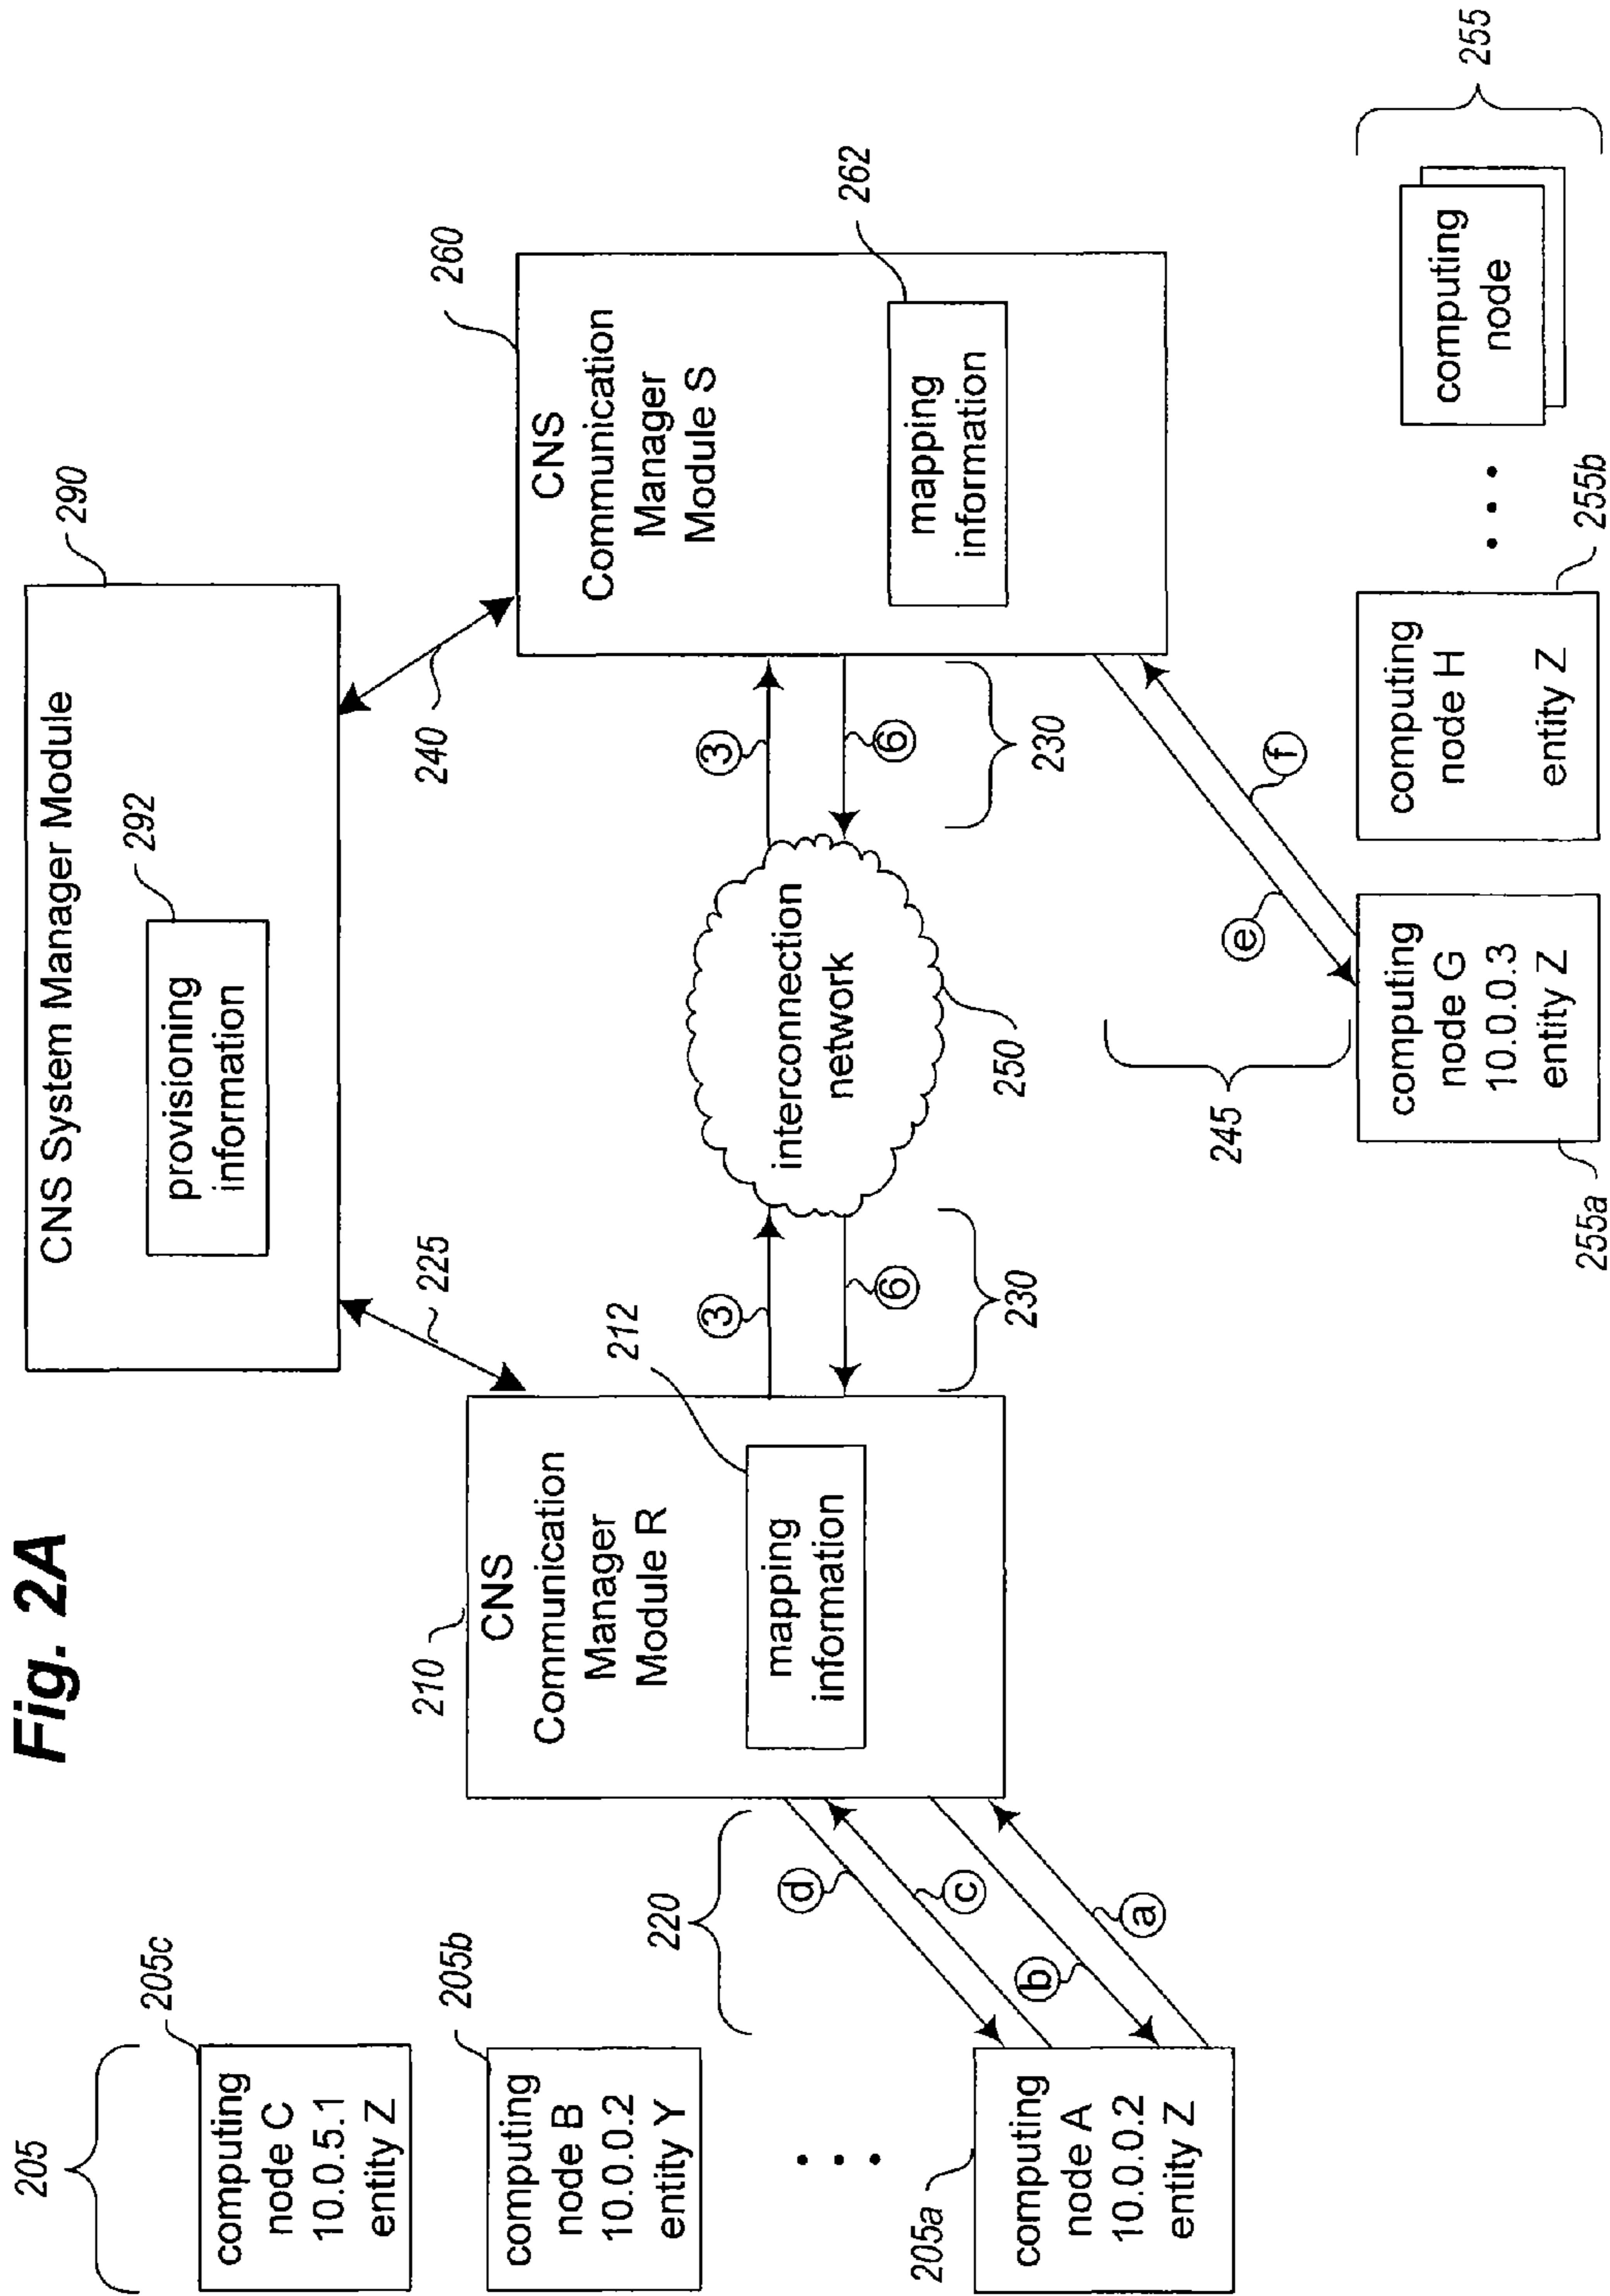 Fig. 2A
CNS System Manager Module
290
provisioning
information
292
225
240
205
205c
computing
node C
10.0.5.1
entity Z
205b
computing
node B
10.0.0.2
entity Y
205a
computing
node A
10.0.0.2
entity Z
220
d
c
b
a
210
CNS
Communication
Manager
Module R
212
mapping
information
3
6
230
interconnection
network
250
3
6
230
260
CNS
Communication
Manager
Module S
262
mapping
information
245
e
f
255a
computing
node G
10.0.0.3
entity Z
255b
computing
node H
entity Z
255
computing
node